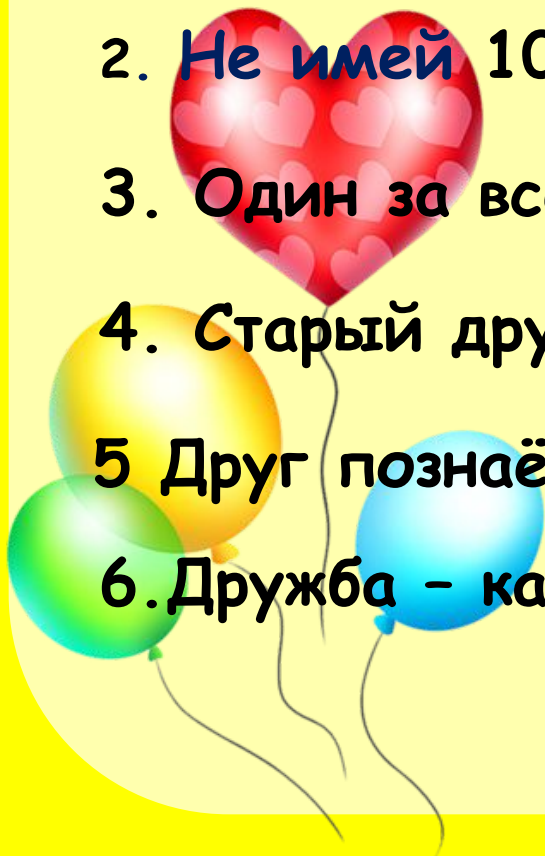 2. Не имей 10
3. Один за вс
4. Старый дру
5 Друг познаё
6.Дружба – ка